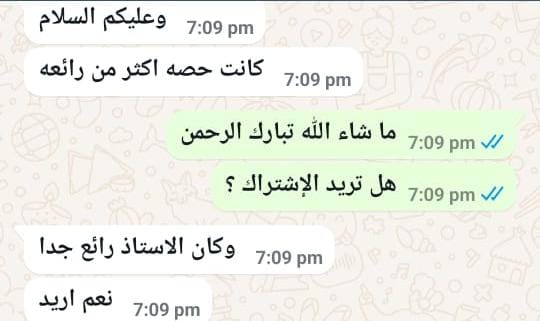 وعليكم السلام 7:09 pm
كانت حصه اكثر من رائعه 7:09 pm
ما شاء الله تبارك الرحمن 7:09 pm
هل تريد الإشتراك ؟ 7:09 pm
وكان الاستاذ رائع جدا 7:09 pm
نعم اريد 7:09 pm